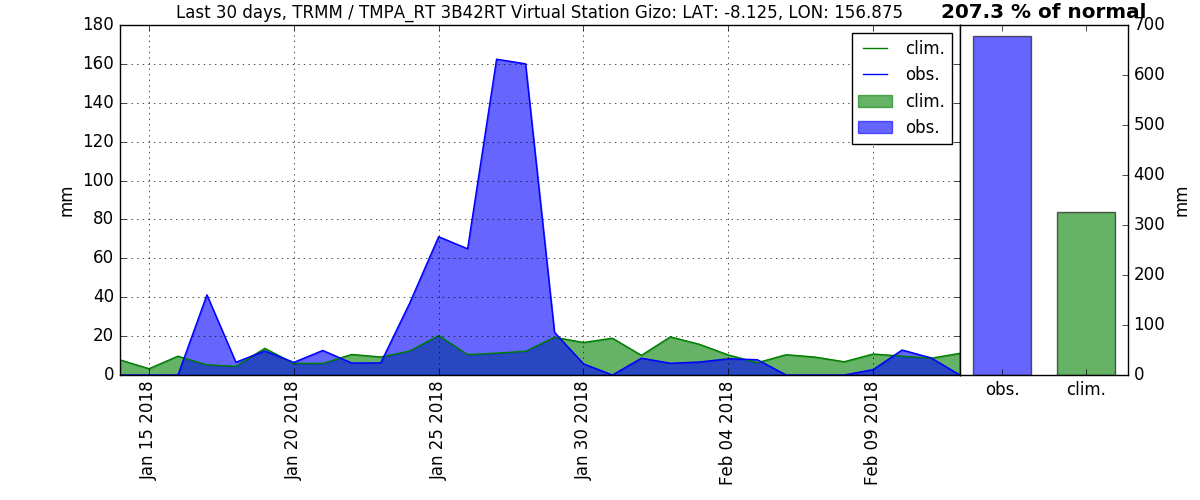 Last 30 days, TRMM / TMPA_RT 3B42RT Virtual Station Gizo: LAT: -8.125, LON: 156.875
207.3 % of normal
mm
180
160
140
120
100
80
60
40
20
0
clim.
obs.
clim.
obs.
Jan 15 2018
Jan 20 2018
Jan 25 2018
Jan 30 2018
Feb 04 2018
Feb 09 2018
700
600
500
400
300
200
100
0
mm
obs. clim.